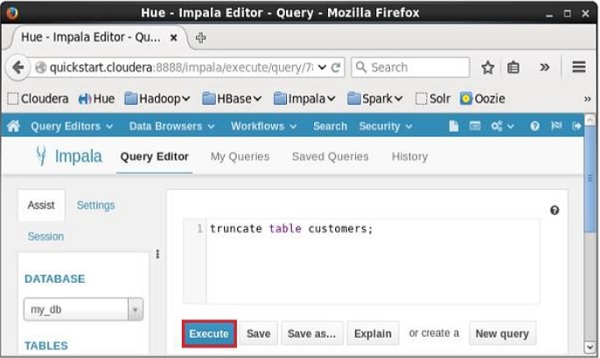 Hue - Impala Editor - Query - Mozilla Firefox
Hue - Impala Editor - Qu...
quickstart.cloudera:8888/impala/execute/query/7
Search
Cloudera Hue Hadoop HBase Impala Spark Solr Oozie
Query Editors Data Browsers Workflows Search Security
Impala Query Editor My Queries Saved Queries History
Assist Settings
Session
1 truncate table customers;
DATABASE
my_db
TABLES
Execute Save Save as... Explain or create a New query